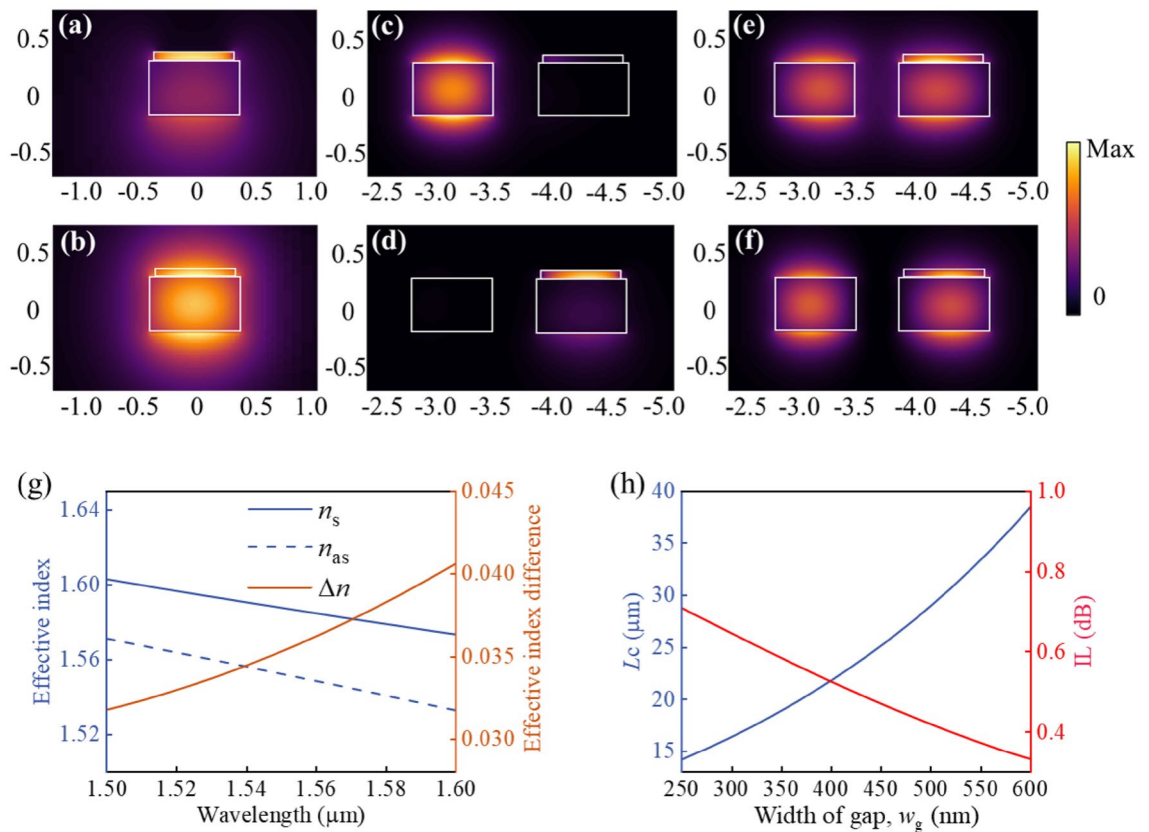 (a)
0.5
0
-0.5
-1.0 -0.5 0 0.5 1.0
(c)
0.5
0
-0.5
-2.5 -3.0 -3.5 -4.0 -4.5 -5.0
(e)
0.5
0
-0.5
-2.5 -3.0 -3.5 -4.0 -4.5 -5.0
Max
0
(b)
0.5
0
-0.5
-1.0 -0.5 0 0.5 1.0
(d)
0.5
0
-0.5
-2.5 -3.0 -3.5 -4.0 -4.5 -5.0
(f)
0.5
0
-0.5
-2.5 -3.0 -3.5 -4.0 -4.5 -5.0
(g)
Effective index
1.64
1.60
1.56
1.52
ns
nas
Δn
0.045
0.040
0.035
0.030
Effective index difference
1.50 1.52 1.54 1.56 1.58 1.60
Wavelength (μm)
(h)
Lc (μm)
40
35
30
25
20
15
1.0
0.8
0.6
0.4
IL (dB)
250 300 350 400 450 500 550 600
Width of gap, wg (nm)